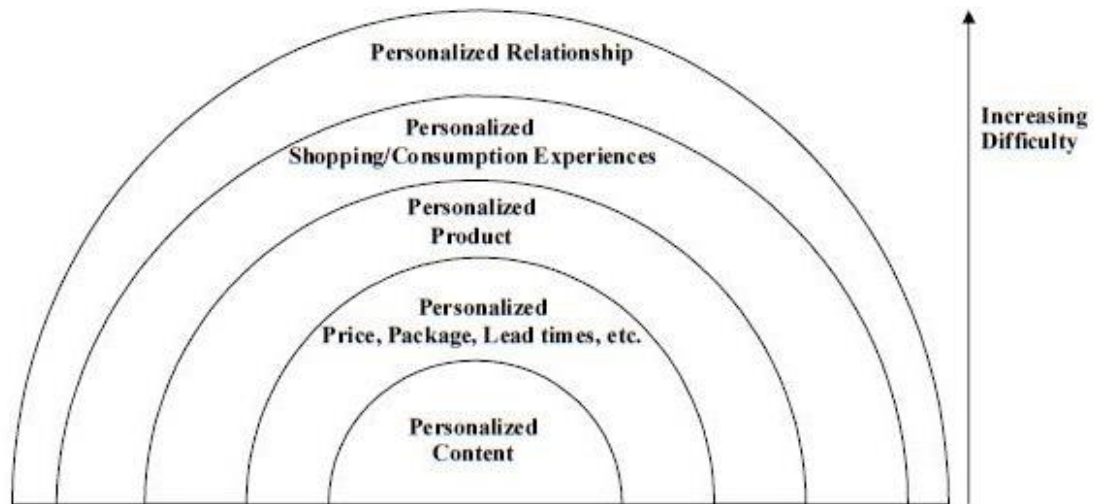 Personalized Relationship
Personalized
Shopping/Consumption Experiences
Personalized
Product
Personalized
Price, Package, Lead times, etc.
Personalized
Content
Increasing
Difficulty